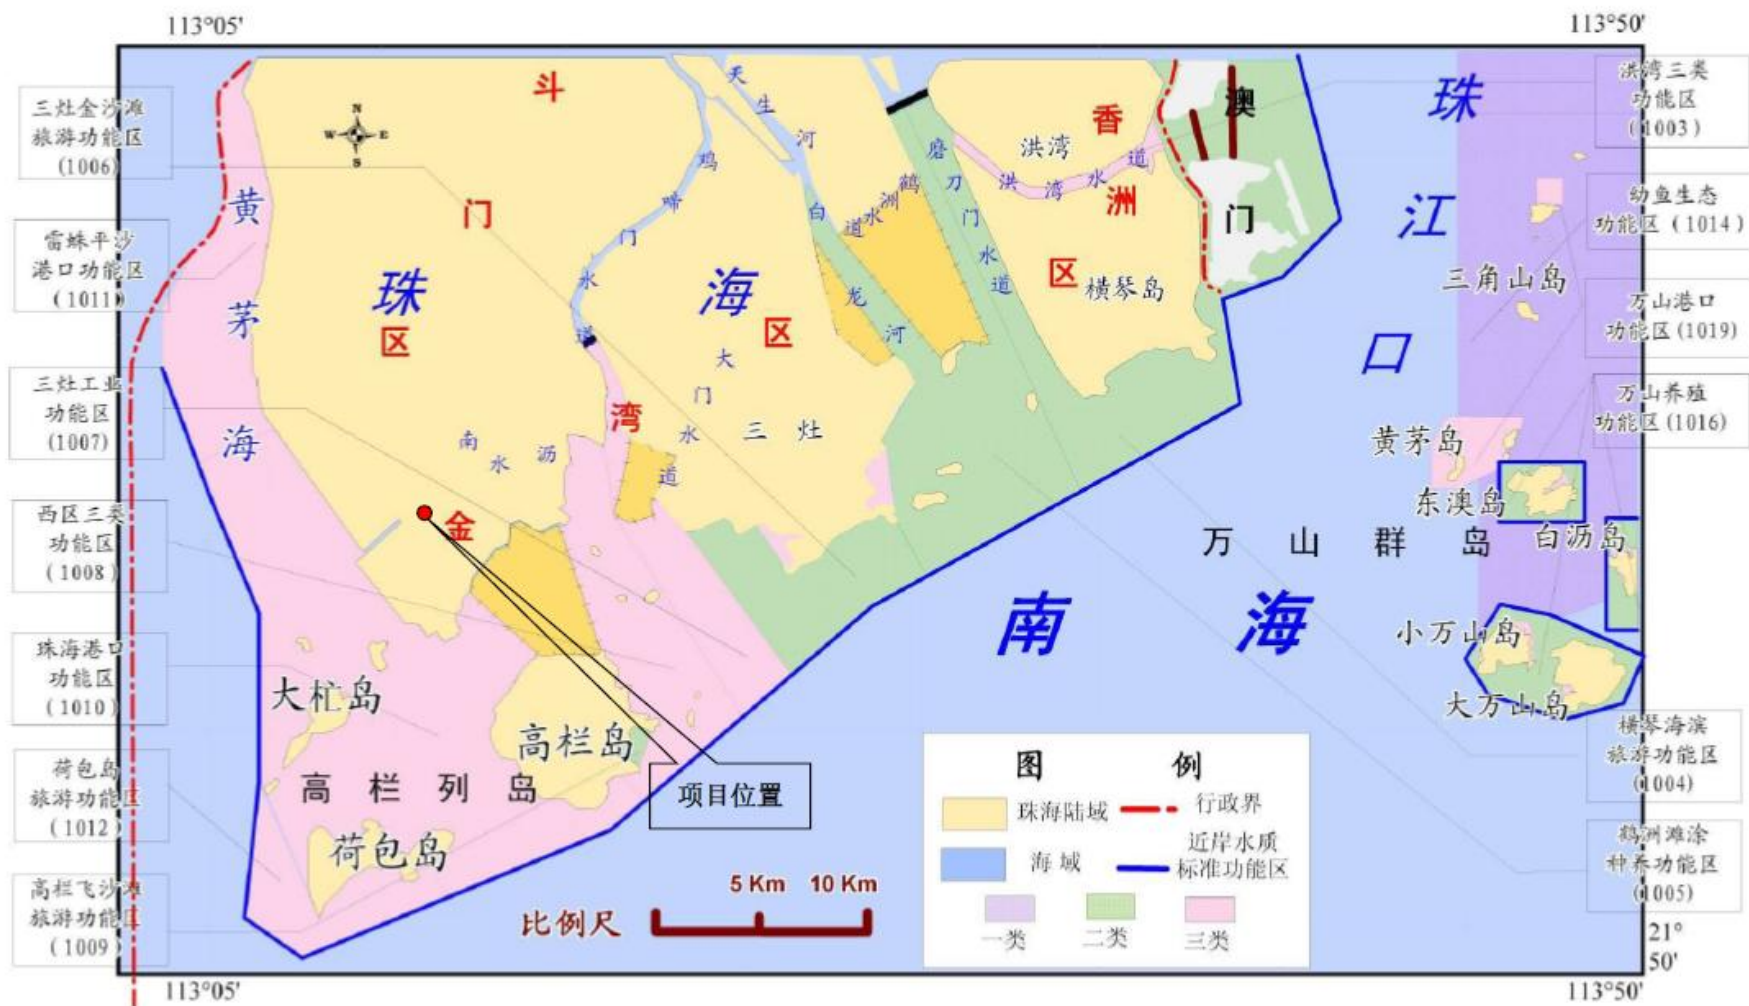 113°05'
113°50'
三灶金沙滩
旅游功能区
(1006)
雷蛛平沙
港口功能区
(1011)
三灶工业
功能区
(1007)
西区三类
功能区
(1008)
珠海港口
功能区
(1010)
荷包岛
旅游功能区
(1012)
高栏飞沙滩
旅游功能区
(1009)
N
W
E
S
黄茅海
斗门区
珠海
金湾区
香洲区
澳门
珠江口
南海
天生河
鸡啼门水道
白龙河
鹤洲水道
磨刀门水道
洪湾
洪湾水道
横琴岛
大门水道
三灶
南水沥
大杧岛
高栏岛
高栏列岛
荷包岛
项目位置
三角山岛
黄茅岛
东澳岛
白沥岛
万山群岛
小万山岛
大万山岛
洪湾三类
功能区
(1003)
幼鱼生态
功能区(1014)
万山港口
功能区(1019)
万山养殖
功能区(1016)
横琴海滨
旅游功能区
(1004)
鹤洲滩涂
种养功能区
(1005)
图例
珠海陆域
行政界
海域
近岸水质
标准功能区
一类
二类
三类
5 Km 10 Km
比例尺
21°
50'
113°05'
113°50'